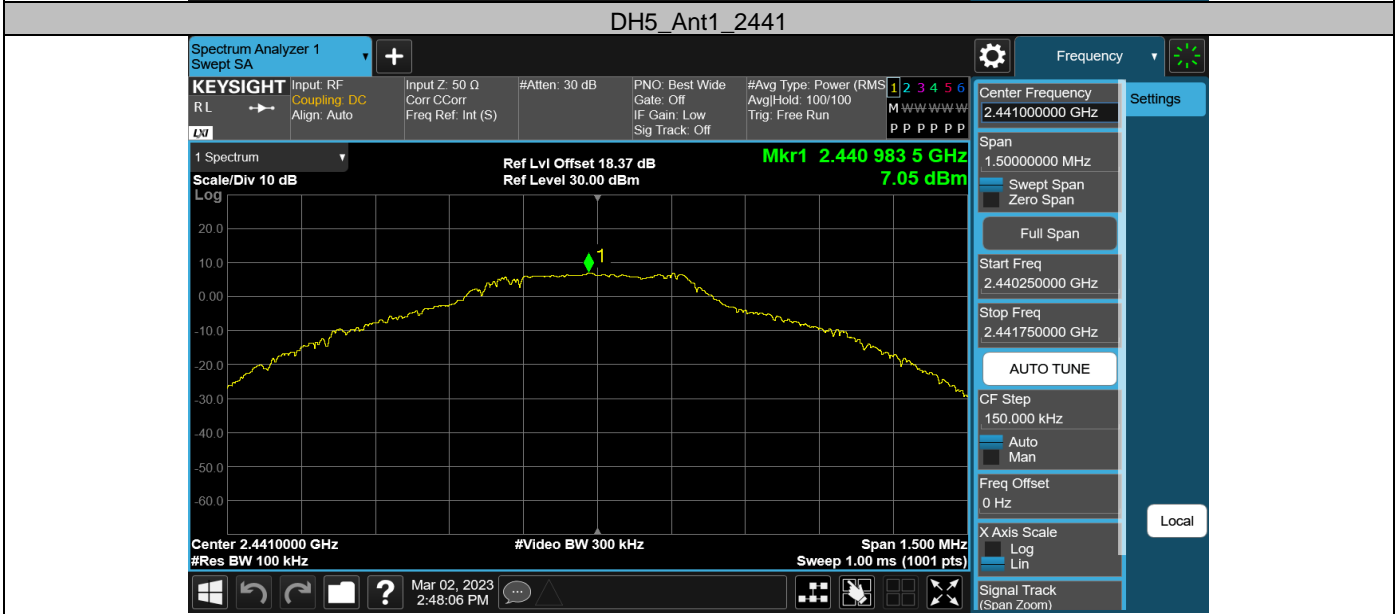 DH5_Ant1_2441
Spectrum Analyzer 1
Swept SA
Frequency
KEYSIGHT
R L
LXI
Input: RF
Coupling: DC
Align: Auto
Input Z: 50 Ω
Corr CCorr
Freq Ref: Int (S)
#Atten: 30 dB
PNO: Best Wide
Gate: Off
IF Gain: Low
Sig Track: Off
#Avg Type: Power (RMS
Avg|Hold: 100/100
Trig: Free Run
1 2 3 4 5 6
M W W W W W
P P P P P P
1 Spectrum
Scale/Div 10 dB
Log
Ref Lvl Offset 18.37 dB
Ref Level 30.00 dBm
Mkr1 2.440 983 5 GHz
7.05 dBm
20.0
10.0
0.00
-10.0
-20.0
-30.0
-40.0
-50.0
-60.0
1
Center 2.4410000 GHz
#Res BW 100 kHz
#Video BW 300 kHz
Span 1.500 MHz
Sweep 1.00 ms (1001 pts)
Center Frequency
2.441000000 GHz
Span
1.50000000 MHz
Swept Span
Zero Span
Full Span
Start Freq
2.440250000 GHz
Stop Freq
2.441750000 GHz
AUTO TUNE
CF Step
150.000 kHz
Auto
Man
Freq Offset
0 Hz
X Axis Scale
Log
Lin
Signal Track
(Span Zoom)
Settings
Local
?
Mar 02, 2023
2:48:06 PM